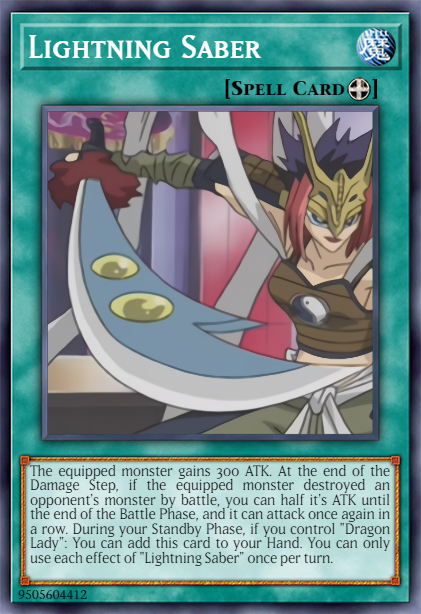 Lightning Saber
魔
[Spell Card]
The equipped monster gains 300 ATK. At the end of the
Damage Step, if the equipped monster destroyed an
opponent's monster by battle, you can half it's ATK until
the end of the Battle Phase, and it can attack once again in
a row. During your Standby Phase, if you control "Dragon
Lady": You can add this card to your Hand. You can only
use each effect of "Lightning Saber" once per turn.
9505604412